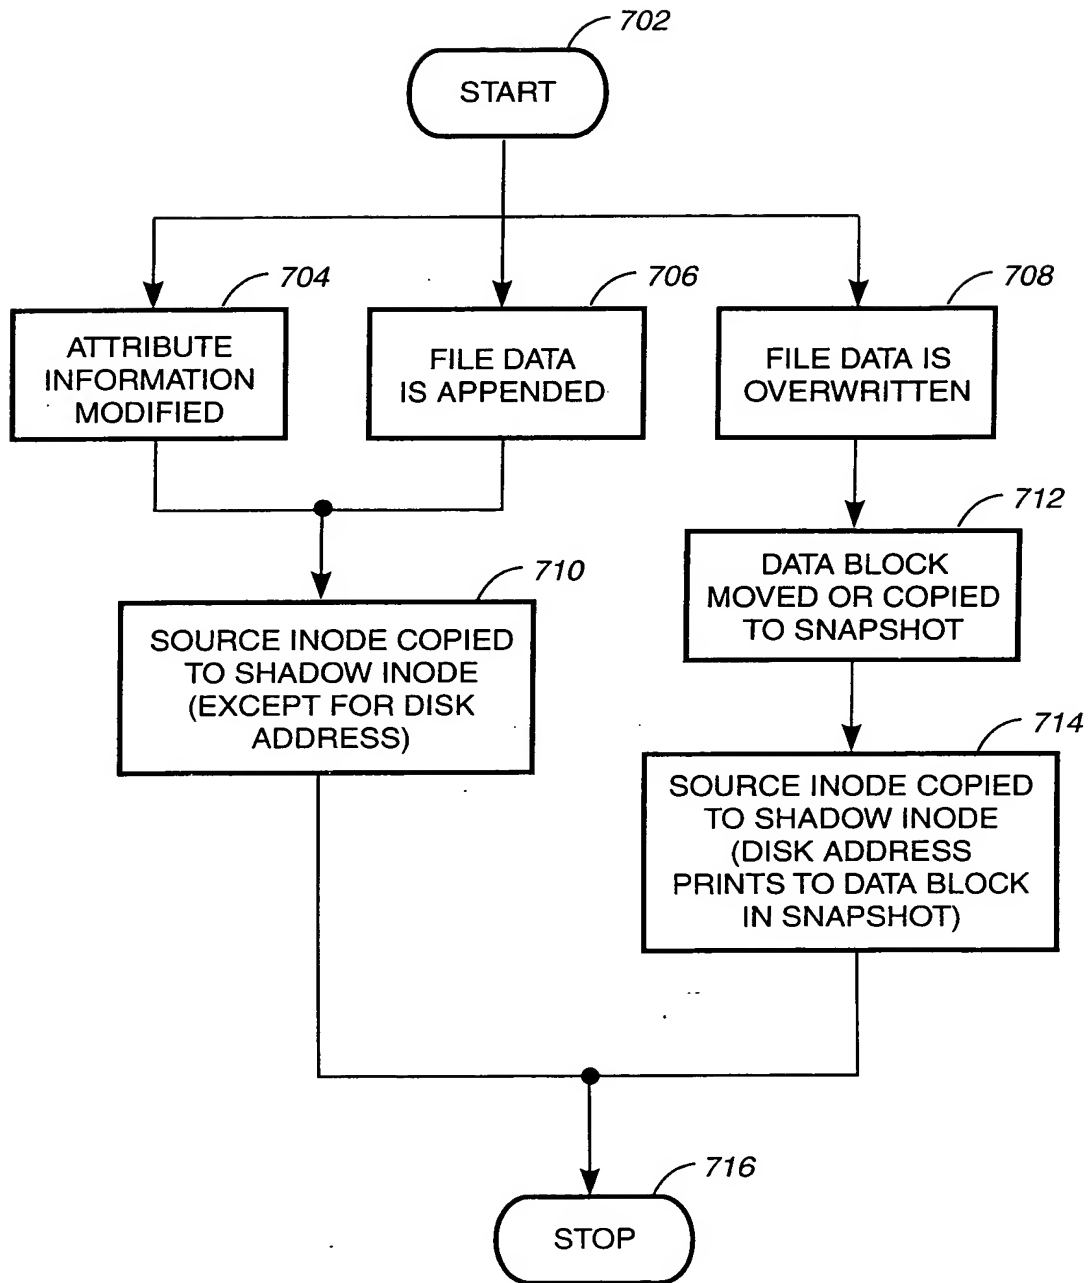 702
START
704
706
708
ATTRIBUTE
INFORMATION
MODIFIED
FILE DATA
IS APPENDED
FILE DATA IS
OVERWRITTEN
712
DATA BLOCK
MOVED OR COPIED
TO SNAPSHOT
710
SOURCE INODE COPIED
TO SHADOW INODE
(EXCEPT FOR DISK
ADDRESS)
714
SOURCE INODE COPIED
TO SHADOW INODE
(DISK ADDRESS
PRINTS TO DATA BLOCK
IN SNAPSHOT)
716
STOP